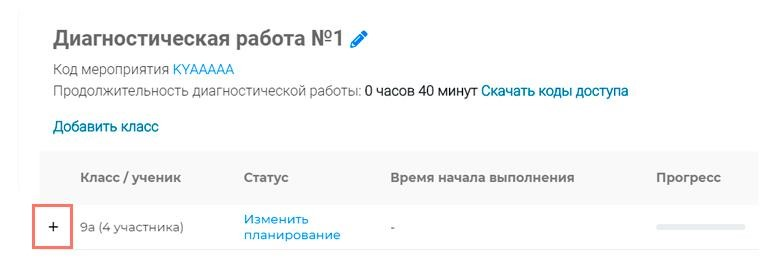 Диагностическая работа №1
Код мероприятия KYAAAAA
Продолжительность диагностической работы: 0 часов 40 минут Скачать коды доступа
Добавить класс
Класс / ученик Статус Время начала выполнения Прогресс
+ 9а (4 участника) Изменить планирование -